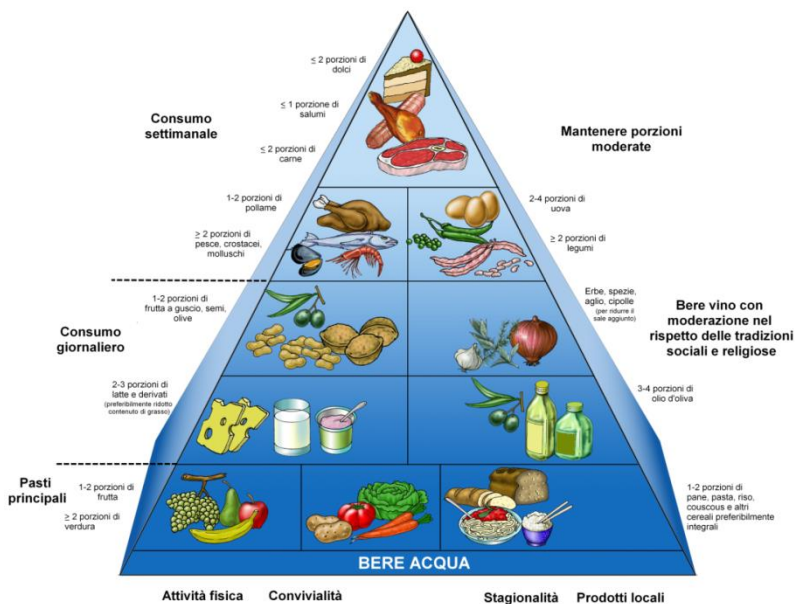 ≤ 2 porzioni di
dolci
Consumo
settimanale
≤ 1 porzione di
salumi
Mantenere porzioni
moderate
≤ 2 porzioni di
carne
1-2 porzioni di
pollame
2-4 porzioni di
uova
≥ 2 porzioni di
pesce, crostacei,
molluschi
≥ 2 porzioni di
legumi
1-2 porzioni di
frutta a guscio, semi,
olive
Erbe, spezie,
aglio, cipolle
(per ridurre il
sale aggiunto)
Consumo
giornaliero
Bere vino con
moderazione nel
rispetto delle tradizioni
sociali e religiose
2-3 porzioni di
latte e derivati
(preferibilmente ridotto
contenuto di grasso)
3-4 porzioni di
olio d'oliva
Pasti
principali
1-2 porzioni di
frutta
≥ 2 porzioni di
verdura
1-2 porzioni di
pane, pasta, riso,
couscous e altri
cereali preferibilmente
integrali
BERE ACQUA
Attività fisica
Convivialità
Stagionalità
Prodotti locali